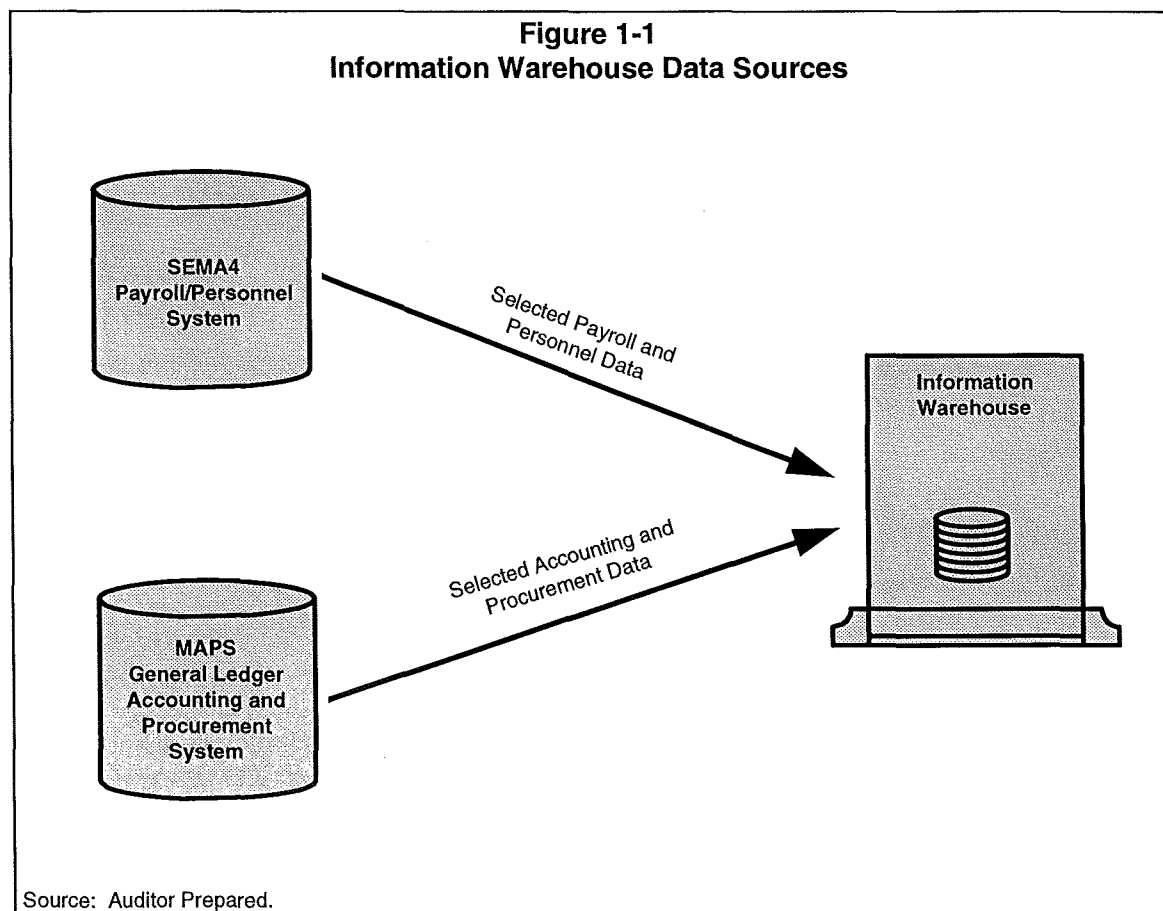 Figure 1-1
Information Warehouse Data Sources
SEMA4
Payroll/Personnel
System
Selected Payroll and
Personnel Data
Information
Warehouse
Selected Accounting and
Procurement Data
MAPS
General Ledger
Accounting and
Procurement
System
Source: Auditor Prepared.